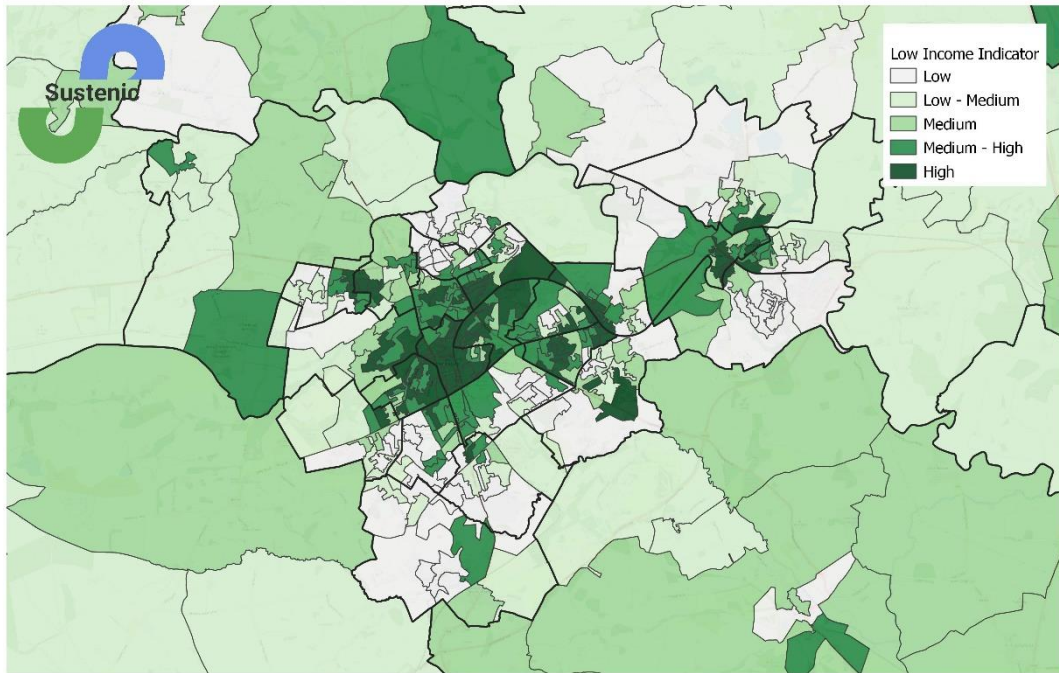 Sustenic
Low Income Indicator
Low
Low - Medium
Medium
Medium - High
High